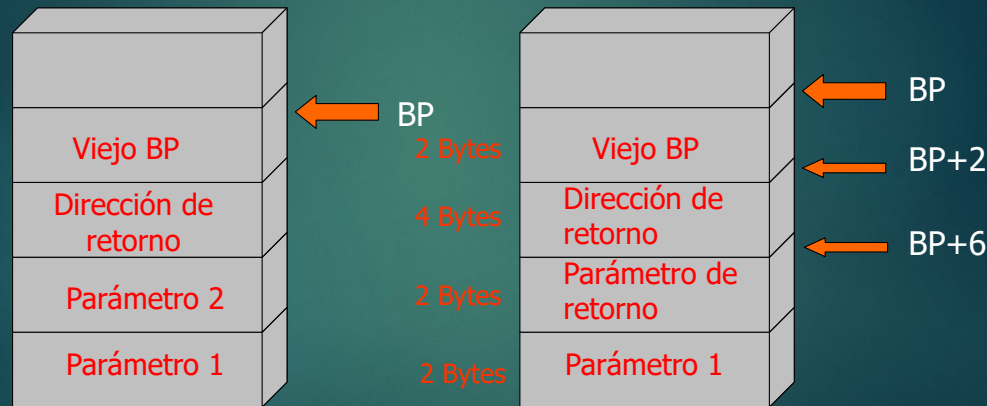 BP
Viejo BP
Dirección de
retorno
Parámetro 2
Parámetro 1
2 Bytes
4 Bytes
2 Bytes
2 Bytes
Viejo BP
Dirección de
retorno
Parámetro de
retorno
Parámetro 1
BP
BP+2
BP+6